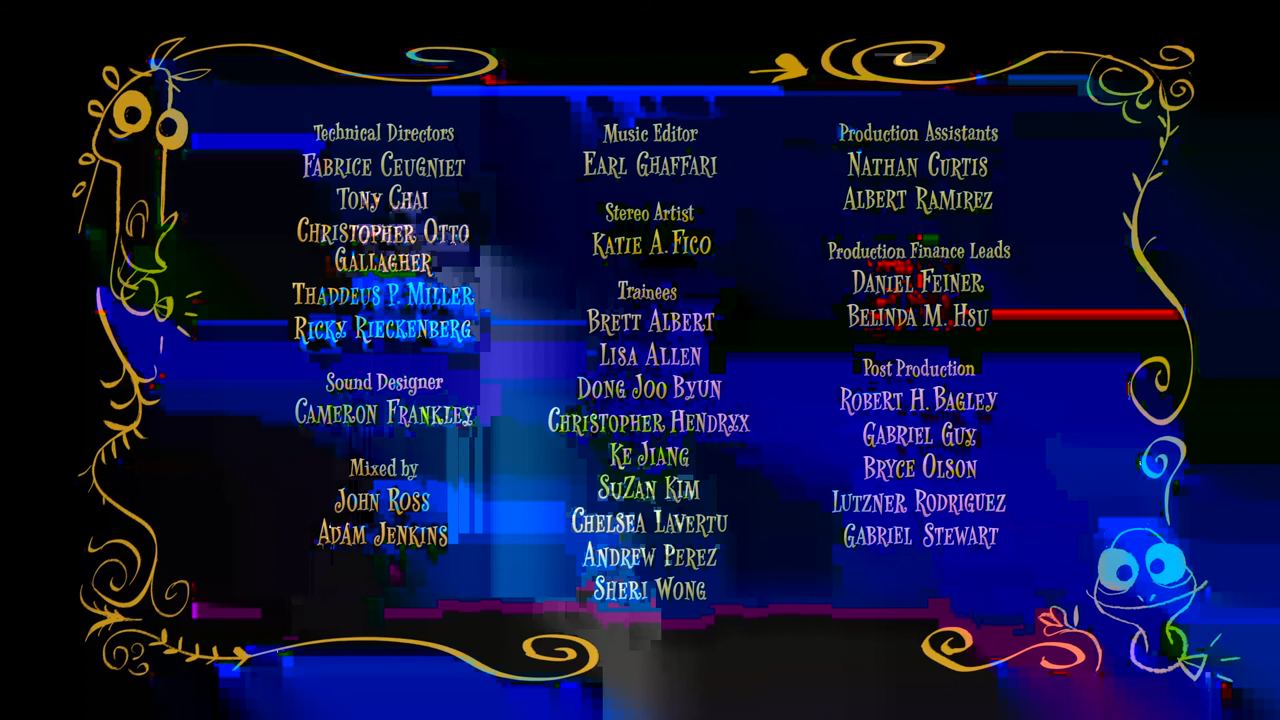 Technical Directors
Fabrice Ceugniet
Tony Chai
Christopher Otto
Gallagher
Thaddeus P. Miller
Ricky Rieckenberg
Sound Designer
Cameron Frankley
Mixed by
John Ross
Adam Jenkins
Music Editor
Earl Ghaffari
Stereo Artist
Katie A. Fico
Trainees
Brett Albert
Lisa Allen
Dong Joo Byun
Christopher Hendryx
Ke Jiang
SuZan Kim
Chelsea Lavertu
Andrew Perez
Sheri Wong
Production Assistants
Nathan Curtis
Albert Ramirez
Production Finance Leads
Daniel Feiner
Belinda M. Hsu
Post Production
Robert H. Bagley
Gabriel Guy
Bryce Olson
Lutzner Rodriguez
Gabriel Stewart